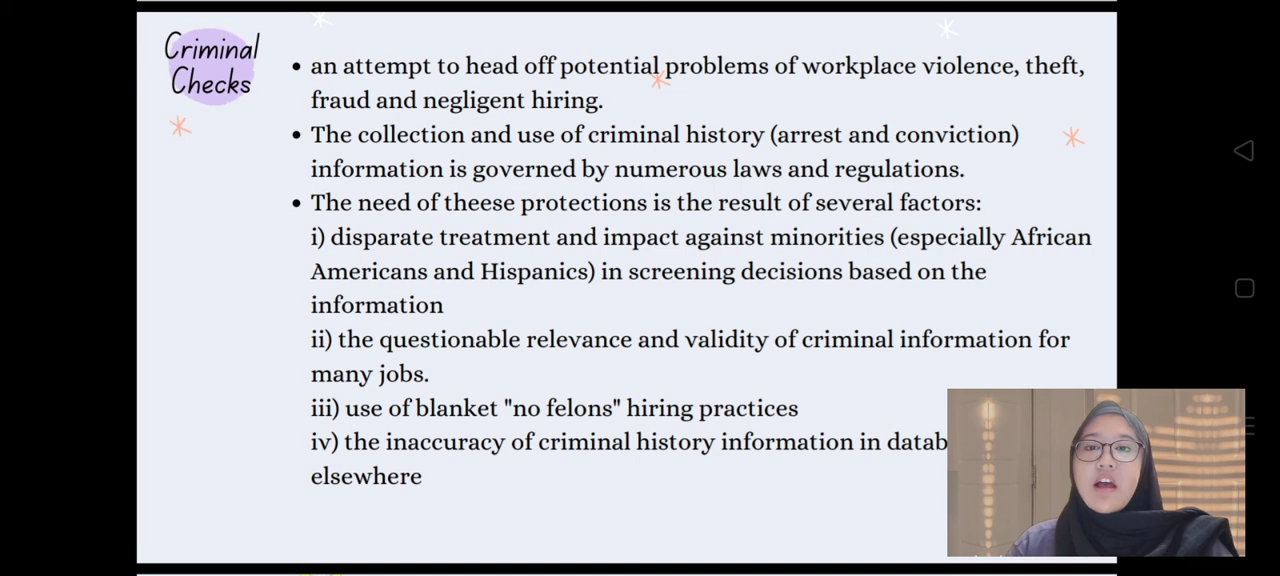 Criminal
Checks
• an attempt to head off potential problems of workplace violence, theft,
fraud and negligent hiring.
• The collection and use of criminal history (arrest and conviction)
information is governed by numerous laws and regulations.
• The need of theese protections is the result of several factors:
i) disparate treatment and impact against minorities (especially African
Americans and Hispanics) in screening decisions based on the
information
ii) the questionable relevance and validity of criminal information for
many jobs.
iii) use of blanket "no felons" hiring practices
iv) the inaccuracy of criminal history information in datab
elsewhere